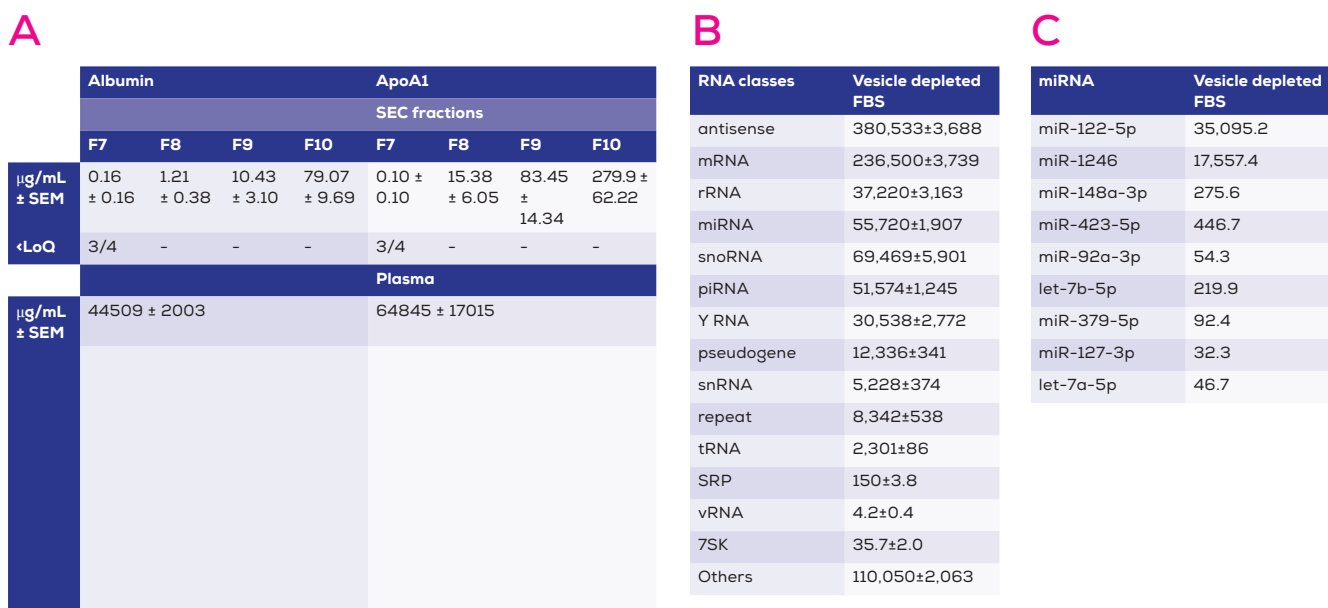 A
Albumin ApoA1
SEC fractions
F7 F8 F9 F10 F7 F8 F9 F10
µg/mL 0.16 1.21 10.43 79.07 0.10 ± 15.38 83.45 279.9 ±
± SEM ± 0.16 ± 0.38 ± 3.10 ± 9.69 0.10 ± 6.05 ± 62.22
14.34
<LoQ 3/4 - - - 3/4 - - -
Plasma
µg/mL 44509 ± 2003 64845 ± 17015
± SEM
B
RNA classes Vesicle depleted
FBS
antisense 380,533±3,688
mRNA 236,500±3,739
rRNA 37,220±3,163
miRNA 55,720±1,907
snoRNA 69,469±5,901
piRNA 51,574±1,245
Y RNA 30,538±2,772
pseudogene 12,336±341
snRNA 5,228±374
repeat 8,342±538
tRNA 2,301±86
SRP 150±3.8
vRNA 4.2±0.4
7SK 35.7±2.0
Others 110,050±2,063
C
miRNA Vesicle depleted
FBS
miR-122-5p 35,095.2
miR-1246 17,557.4
miR-148a-3p 275.6
miR-423-5p 446.7
miR-92a-3p 54.3
let-7b-5p 219.9
miR-379-5p 92.4
miR-127-3p 32.3
let-7a-5p 46.7